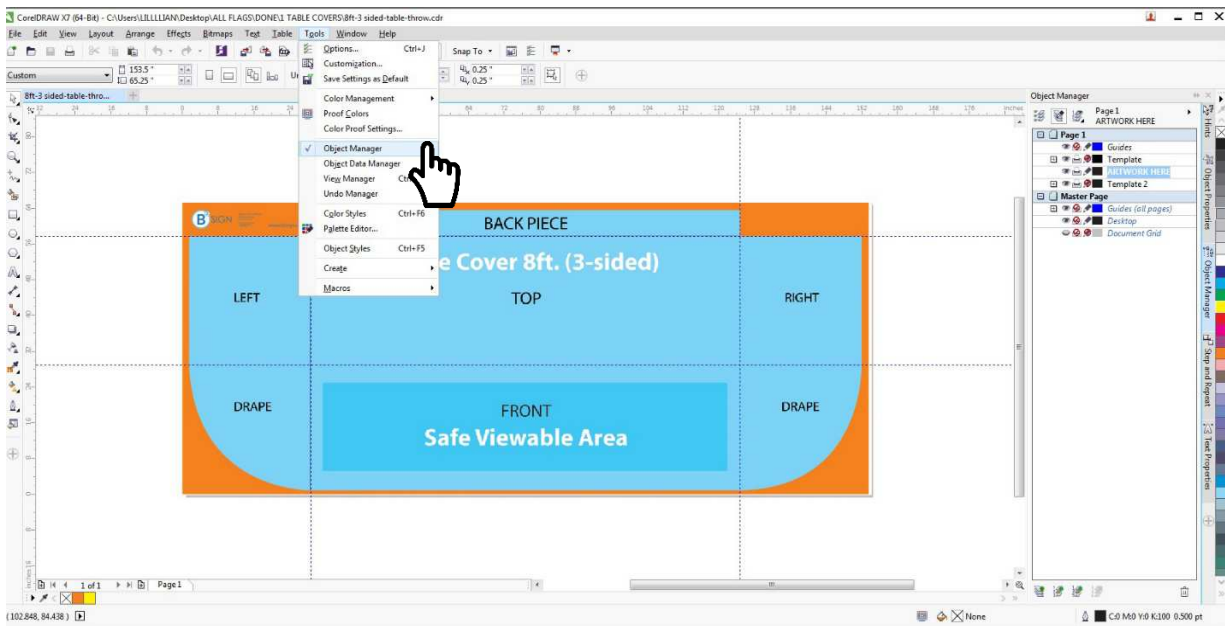 CorelDRAW X7 (64-Bit) - C:\Users\LILLLLIAN\Desktop\ALL FLAGS\DONE\1 TABLE COVERS\8ft-3 sided-table-throw.cdr
File Edit View Layout Arrange Effects Bitmaps Text Table Tools Window Help
Snap To
Custom
153.5 "
65.25 "
0.25 "
0.25 "
8ft-3 sided-table-thro...
Options... Ctrl+J
Customization...
Save Settings as Default
Color Management
Proof Colors
Color Proof Settings...
Object Manager
Object Data Manager
View Manager
Undo Manager
Color Styles Ctrl+F6
Palette Editor...
Object Styles Ctrl+F5
Create
Macros
BACK PIECE
e Cover 8ft. (3-sided)
LEFT
TOP
RIGHT
DRAPE
FRONT
DRAPE
Safe Viewable Area
Object Manager
Page 1
ARTWORK HERE
Page 1
Guides
Template
ARTWORK HERE
Template 2
Master Page
Guides (all pages)
Desktop
Document Grid
Hints
Object Properties
Object Manager
Step and Repeat
Text Properties
inches
1 of 1
Page 1
(102.848, 84.438 )
None
C:0 M:0 Y:0 K:100 0.500 pt